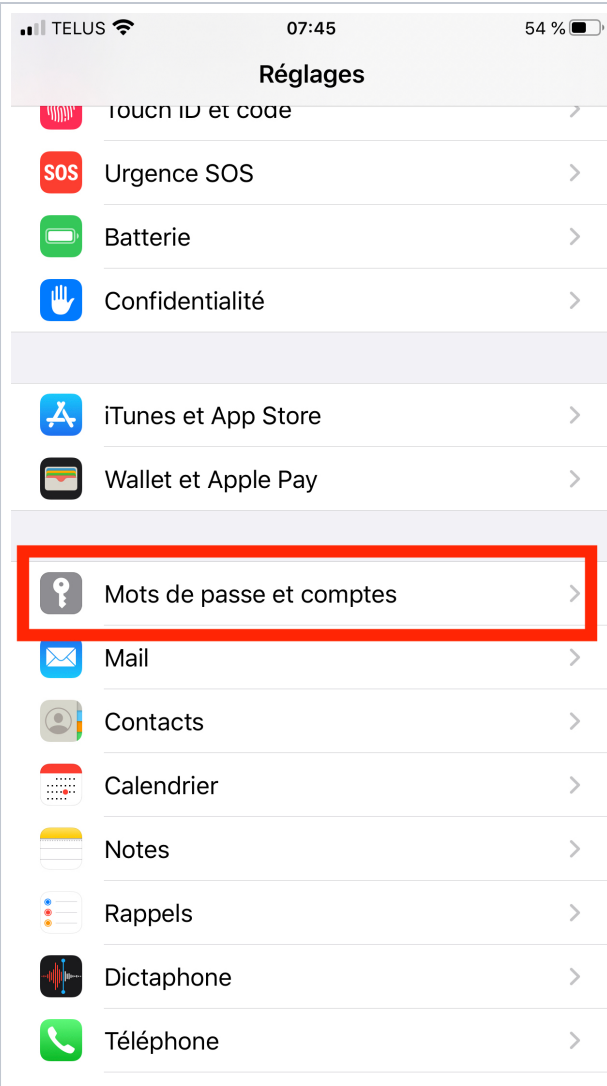 TELUS 07:45 54 %
Réglages
Touch ID et code
SOS Urgence SOS
Batterie
Confidentialité
iTunes et App Store
Wallet et Apple Pay
Mots de passe et comptes
Mail
Contacts
Calendrier
Notes
Rappels
Dictaphone
Téléphone